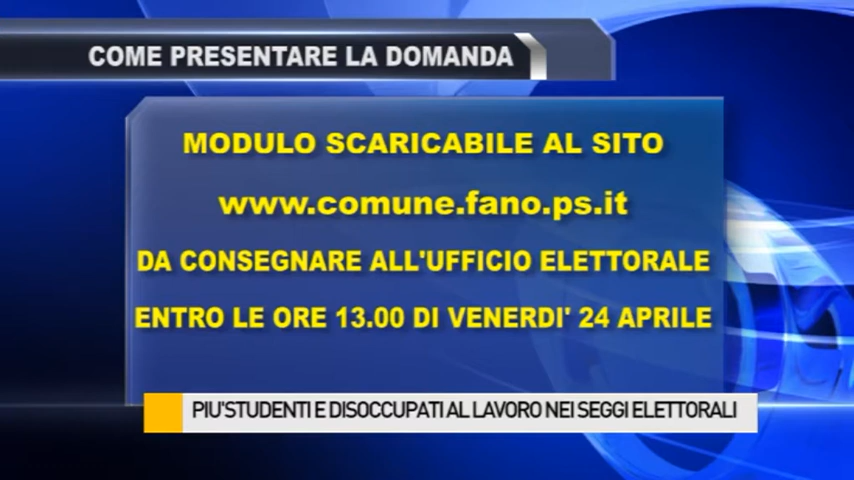 COME PRESENTARE LA DOMANDA
MODULO SCARICABILE AL SITO
www.comune.fano.ps.it
DA CONSEGNARE ALL'UFFICIO ELETTORALE
ENTRO LE ORE 13.00 DI VENERDI' 24 APRILE
PIU'STUDENTI E DISOCCUPATI AL LAVORO NEI SEGGI ELETTORALI